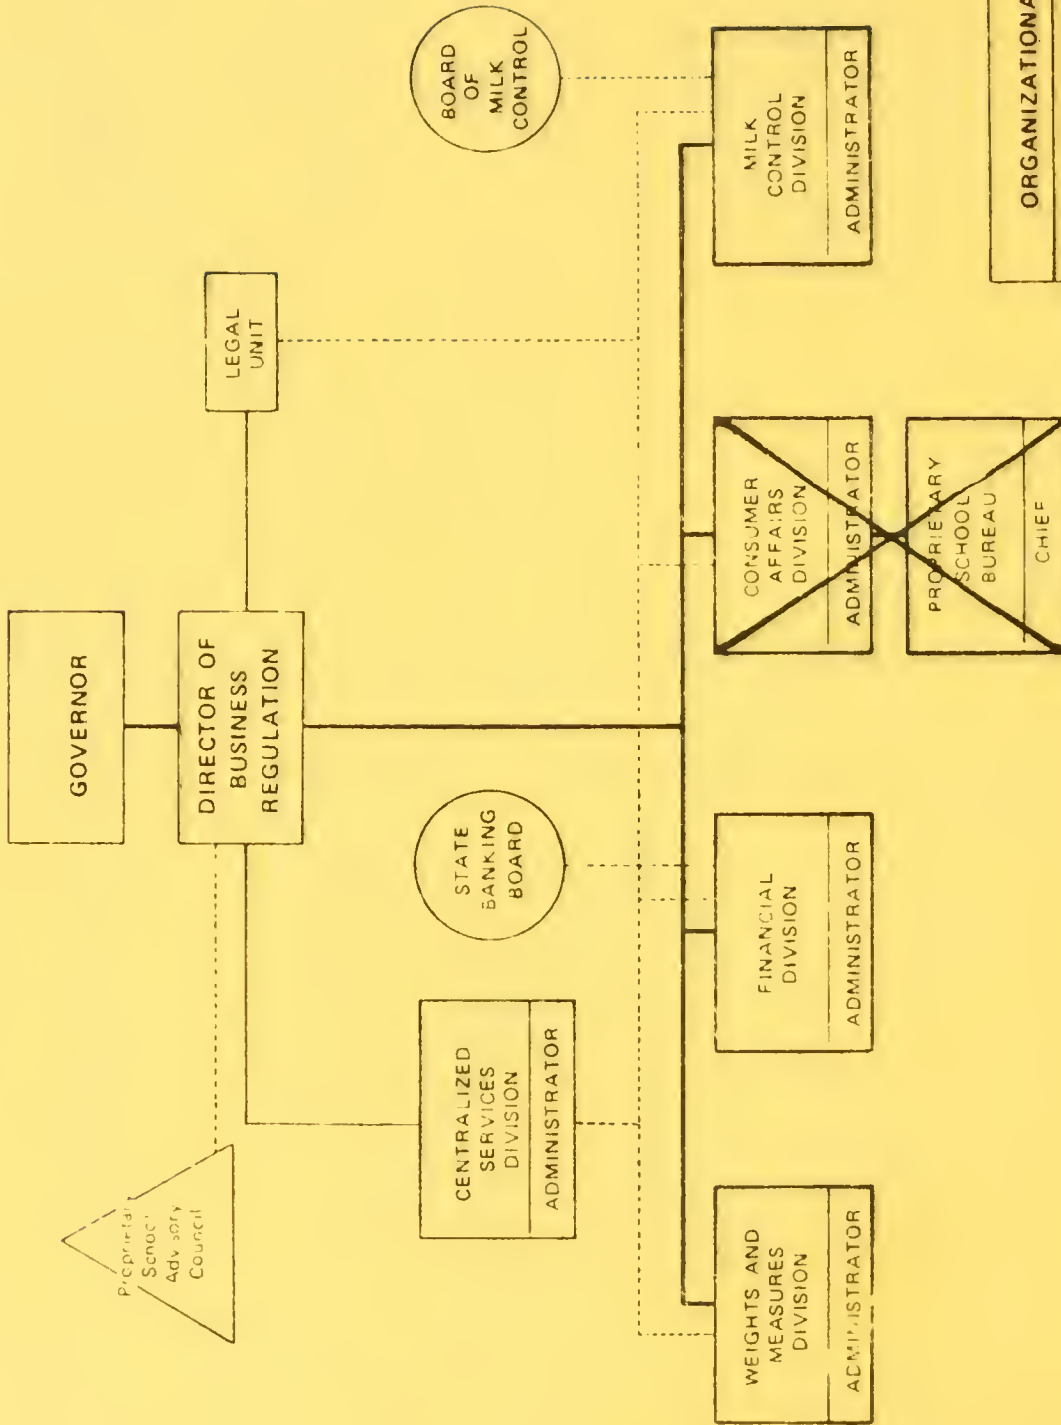 GOVERNOR
DIRECTOR OF
BUSINESS
REGULATION
LEGAL
UNIT
School
Advisory
Council
CENTRALIZED
SERVICES
DIVISION
ADMINISTRATOR
STATE
BANKING
BOARD
BOARD
OF
MILK
CONTROL
WEIGHTS AND
MEASURES
DIVISION
ADMINISTRATOR
FINANCIAL
DIVISION
ADMINISTRATOR
CONSUMER
AFFAIRS
DIVISION
ADMINISTRATOR
PROPRIETARY
SCHOOL
BUREAU
CHIEF
MILK
CONTROL
DIVISION
ADMINISTRATOR
ORGANIZATIONA